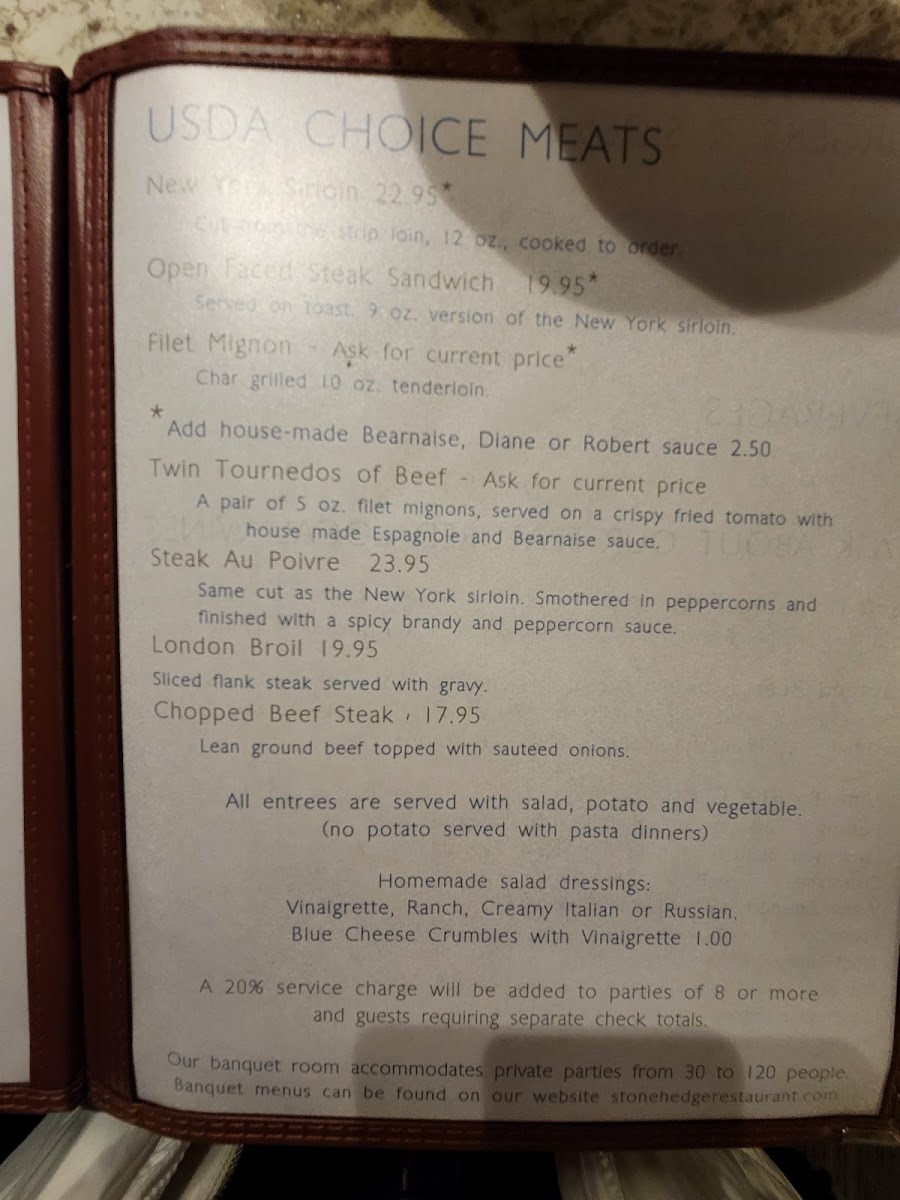 USDA CHOICE MEATS
New York Sirloin 22.95*
Cut from the strip loin, 12 oz., cooked to order.
Open Faced Steak Sandwich 19.95*
Served on Toast. 9 oz. version of the New York sirloin.
Filet Mignon - Ask for current price*
Char grilled 10 oz. tenderloin.
*Add house-made Bearnaise, Diane or Robert sauce 2.50
Twin Tournedos of Beef - Ask for current price
A pair of 5 oz. filet mignons, served on a crispy fried tomato with
house made Espagnole and Bearnaise sauce.
Steak Au Poivre 23.95
Same cut as the New York sirloin. Smothered in peppercorns and
finished with a spicy brandy and peppercorn sauce.
London Broil 19.95
Sliced flank steak served with gravy.
Chopped Beef Steak , 17.95
Lean ground beef topped with sauteed onions.
All entrees are served with salad, potato and vegetable.
(no potato served with pasta dinners)
Homemade salad dressings:
Vinaigrette, Ranch, Creamy Italian or Russian.
Blue Cheese Crumbles with Vinaigrette 1.00
A 20% service charge will be added to parties of 8 or more
and guests requiring separate check totals.
Our banquet room accommodates private parties from 30 to 120 people.
Banquet menus can be found on our website stonehedgerestaurant.com